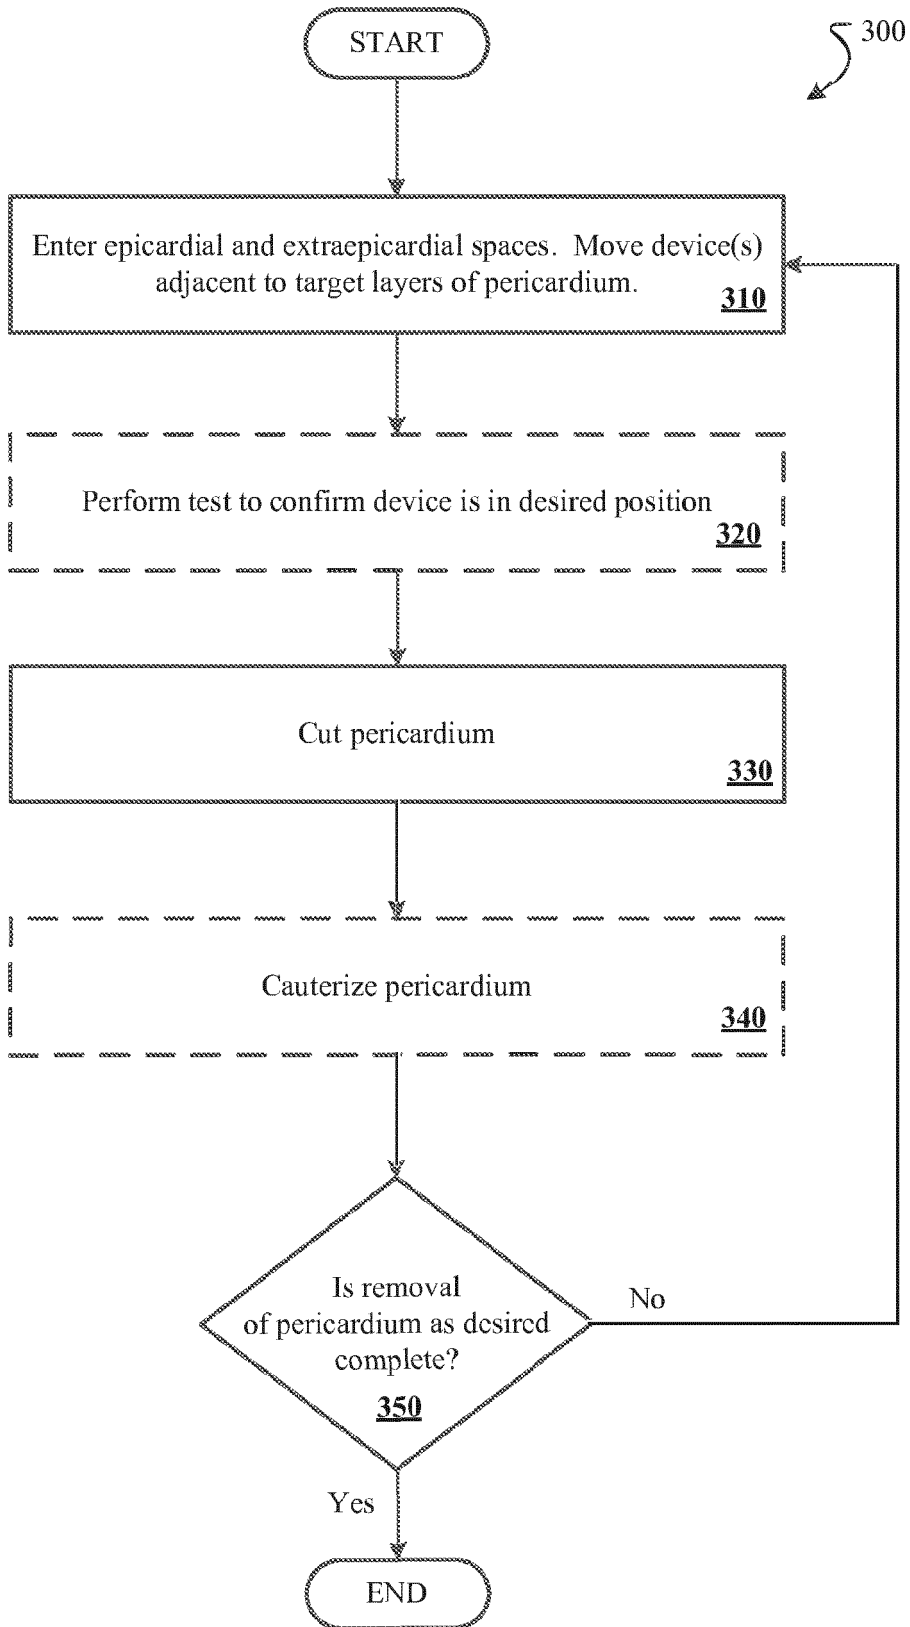 START
300
Enter epicardial and extraepicardial spaces. Move device(s)
adjacent to target layers of pericardium.
310
Perform test to confirm device is in desired position
320
Cut pericardium
330
Cauterize pericardium
340
Is removal
of pericardium as desired
complete?
350
No
Yes
END